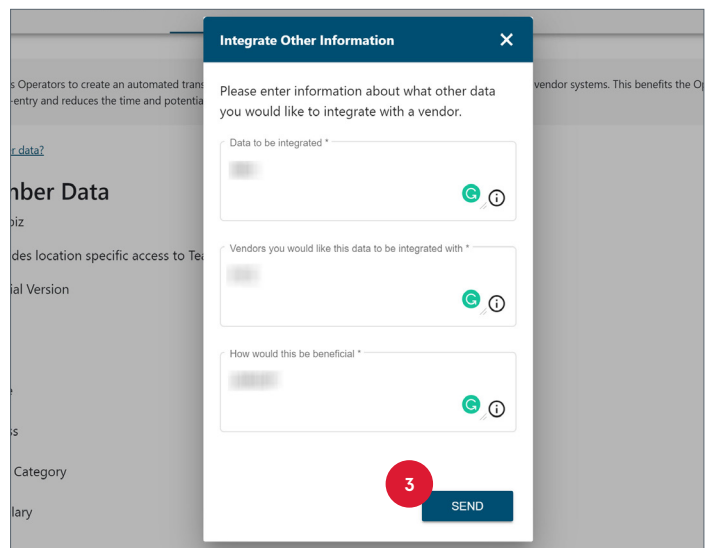 Integrate Other Information
s Operators to create an automated trans
vendor systems. This benefits the Op
-entry and reduces the time and potentia
Please enter information about what other data
you would like to integrate with a vendor.
r data?
Data to be integrated *
nber Data
biz
des location specific access to Tea
Vendors you would like this data to be integrated with *
ial Version
How would this be beneficial *
ss
Category
lary
3
SEND